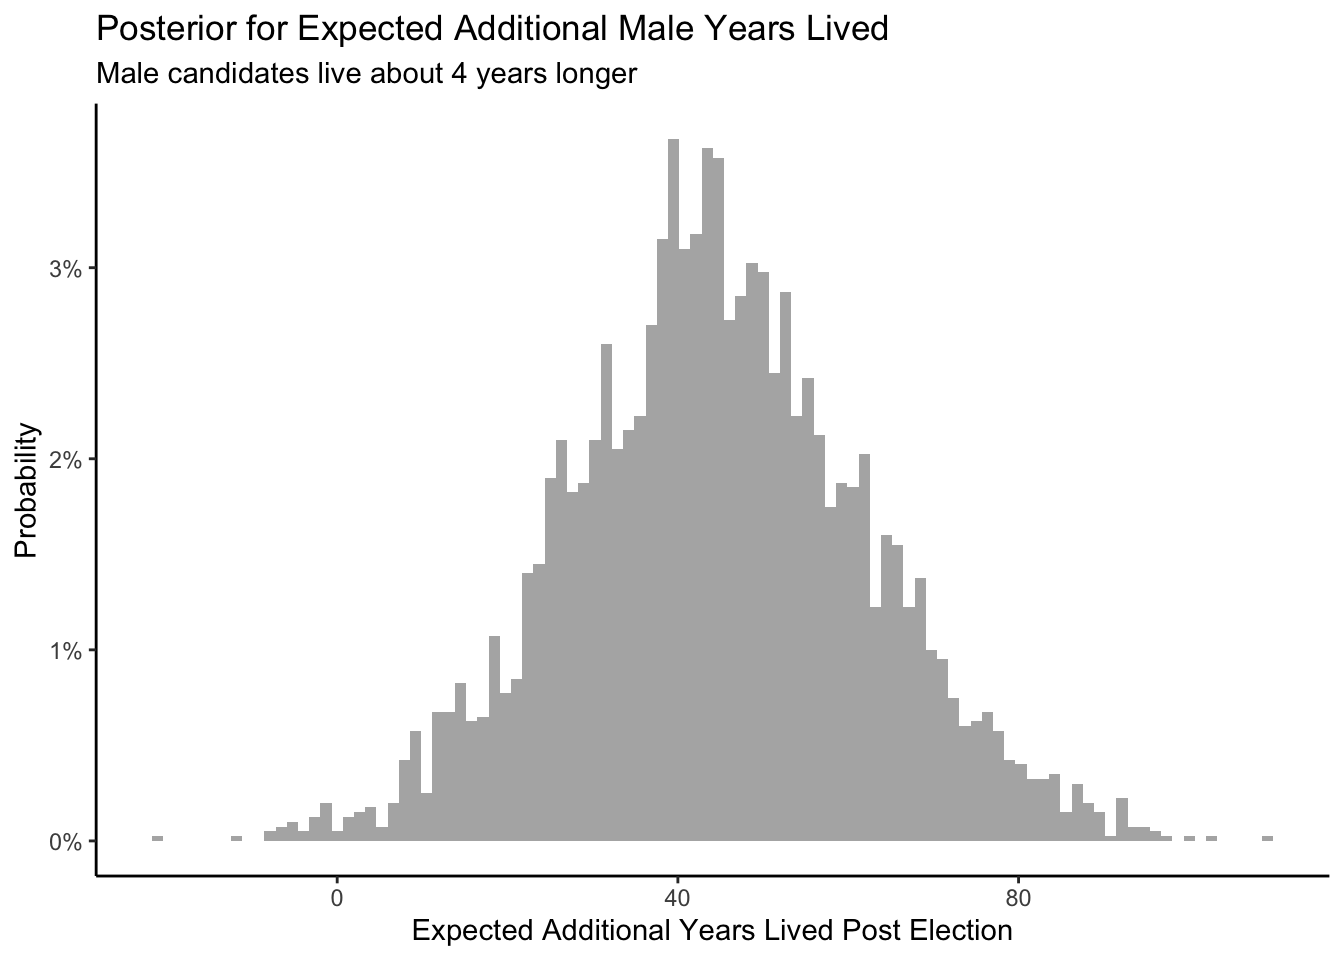 Posterior for Expected Additional Male Years Lived
Male candidates live about 4 years longer
Probability
3%
2%
1%
0%
0
40
80
Expected Additional Years Lived Post Election